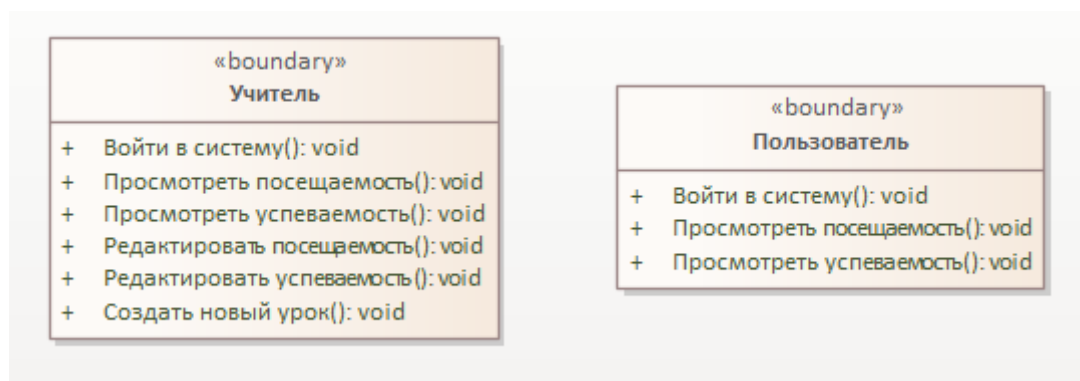 «boundary»
Учитель
+ Войти в систему(): void
+ Просмотреть посещаемость(): void
+ Просмотреть успеваемость(): void
+ Редактировать посещаемость(): void
+ Редактировать успеваемость(): void
+ Создать новый урок(): void
«boundary»
Пользователь
+ Войти в систему(): void
+ Просмотреть посещаемость(): void
+ Просмотреть успеваемость(): void